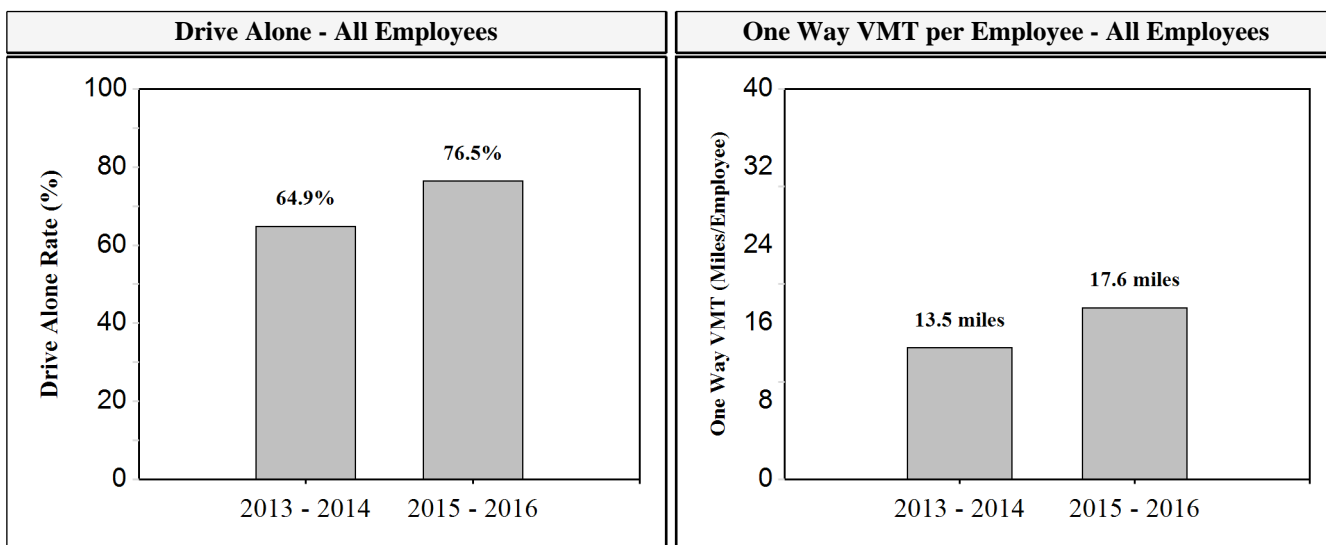 Drive Alone - All Employees
Drive Alone Rate (%)
100
80
60
40
20
0
64.9%
76.5%
2013 - 2014
2015 - 2016
One Way VMT per Employee - All Employees
One Way VMT (Miles/Employee)
40
32
24
16
8
0
13.5 miles
17.6 miles
2013 - 2014
2015 - 2016